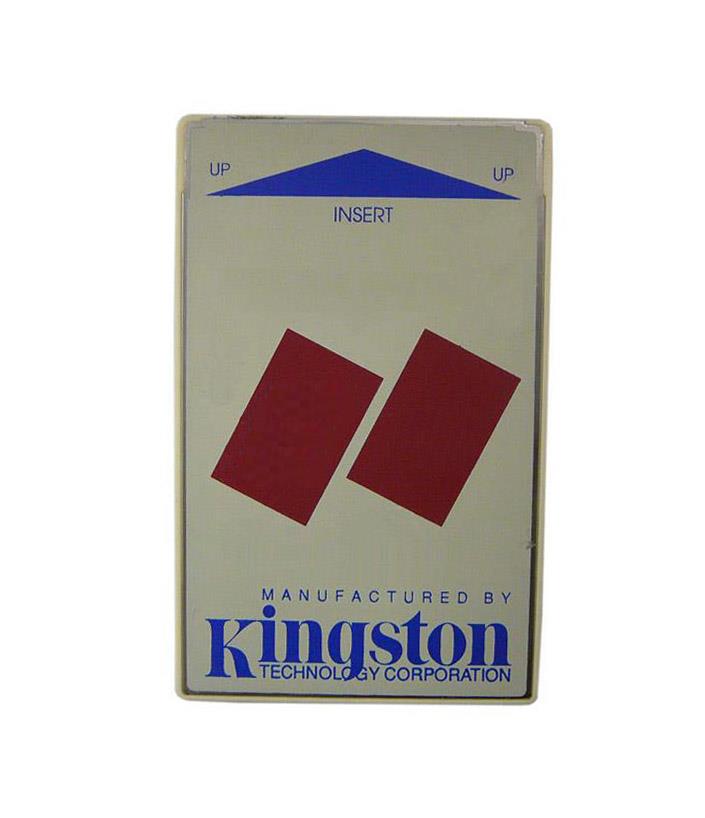 UP UP
INSERT
MANUFACTURED BY
Kingston
TECHNOLOGY CORPORATION